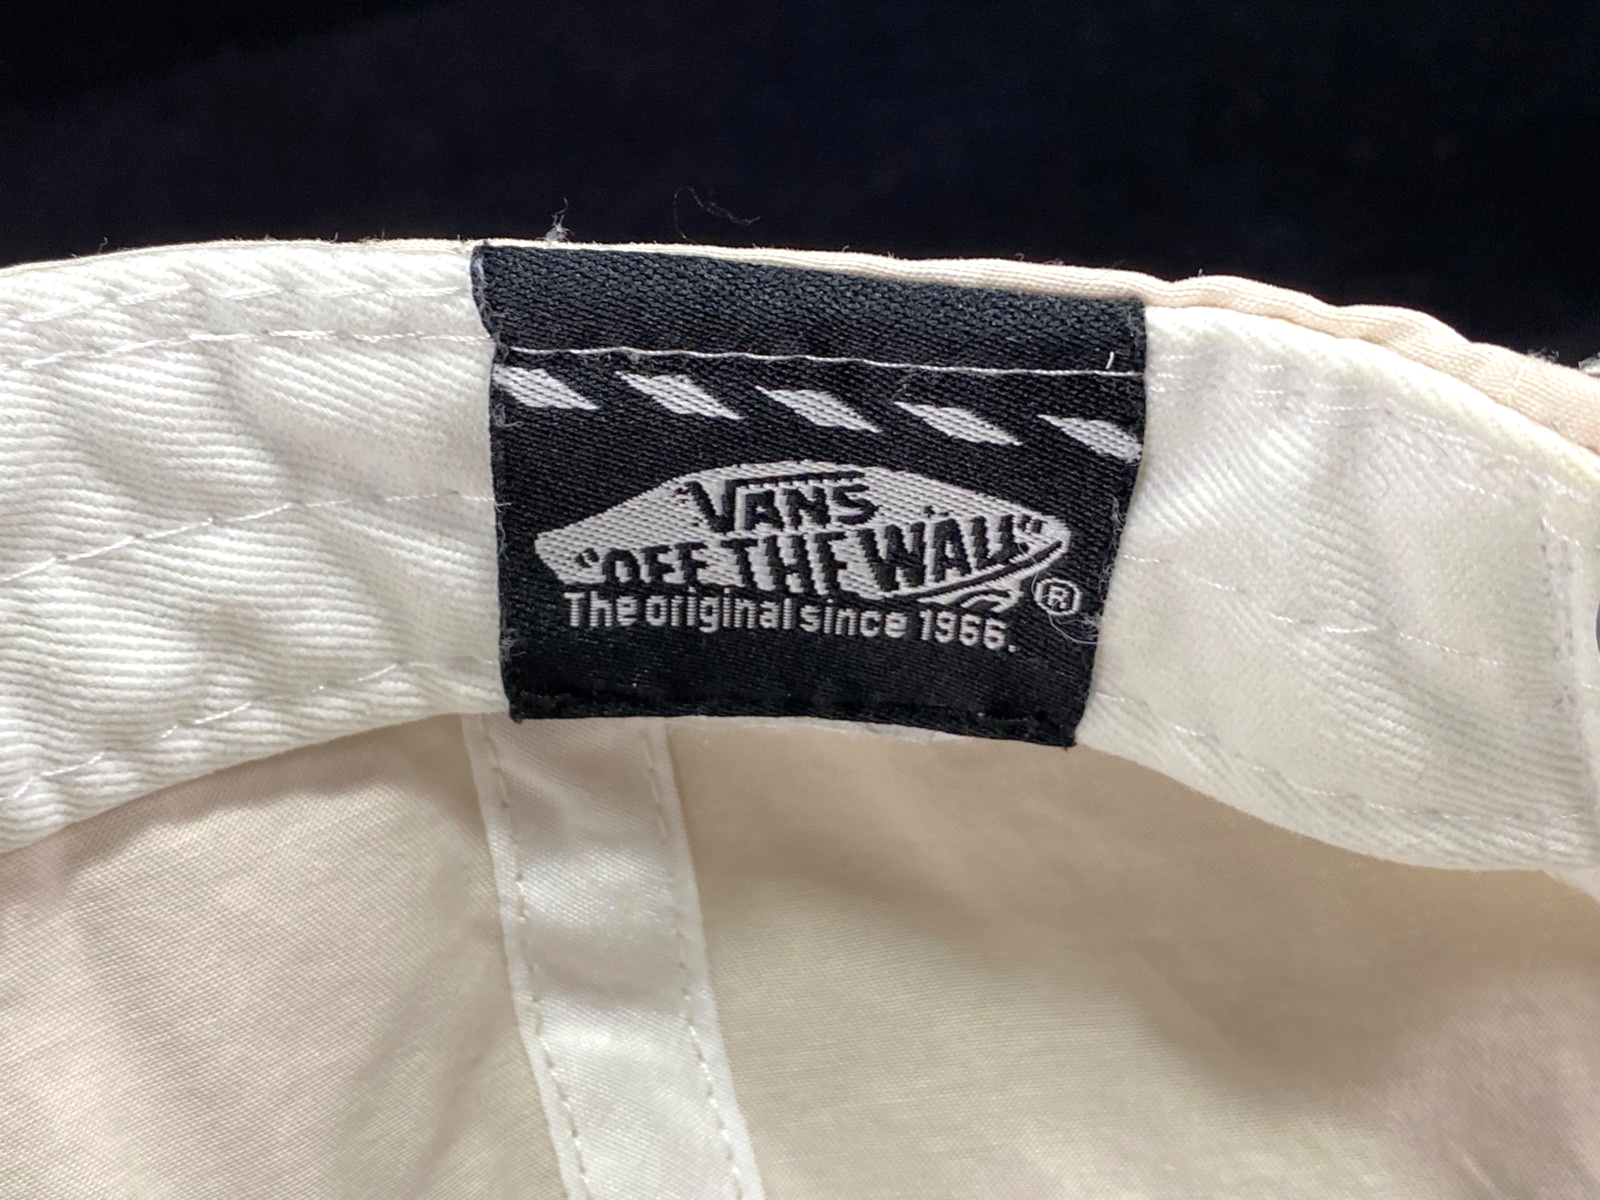 VANS
"OFF THE WALL"
®
The original since 1966.